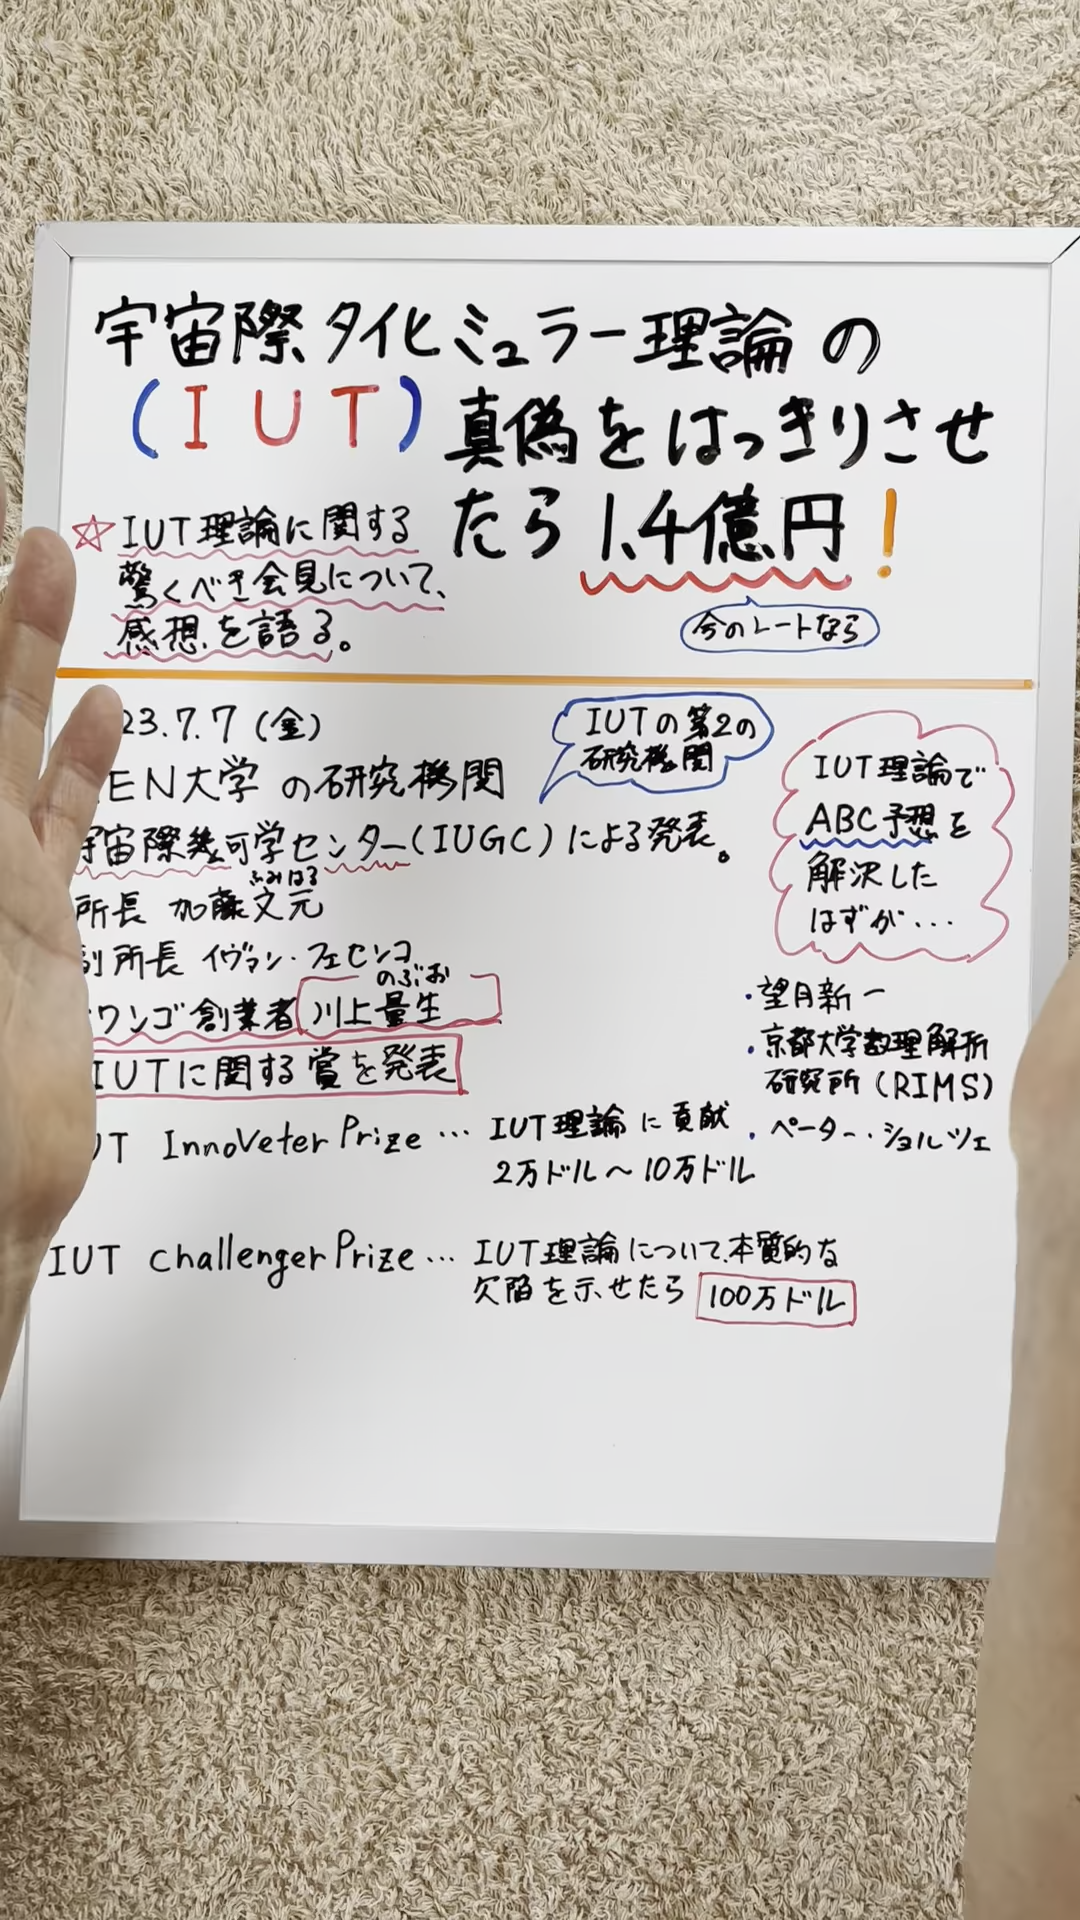 宇宙際タイヒミュラー理論の
(IUT) 真偽をはっきりさせ
たら 1.4億円!
今のレートなら
☆IUT理論に関する
驚くべき会見について、
感想を語る。
23.7.7(金)
EN大学の研究機関
宇宙際幾何学センター(IUGC)による発表。
IUTの第2の
研究機関
ふみはる
所長 加藤文元
副所長 イヴァン・フェセンコ
のぶお
ワンゴ創業者 川上量生
IUTに関する賞を発表
UT InnoVeter Prize … IUT理論に貢献
2万ドル〜10万ドル
IUT challenger Prize … IUT理論について、本質的な
欠陥を示せたら 100万ドル
IUT理論で
ABC予想を
解決した
はずが…
・望月新一
・京都大学数理解析
研究所(RIMS)
・ペーター・ショルツェ